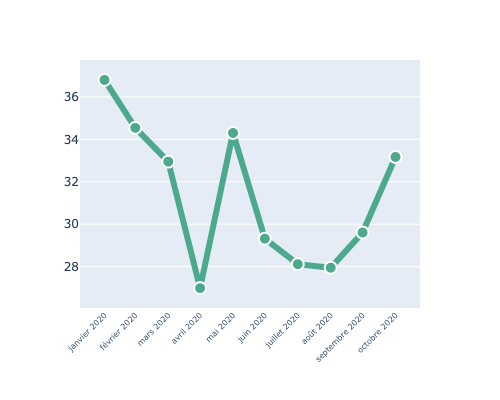 36
34
32
30
28
janvier 2020
février 2020
mars 2020
avril 2020
mai 2020
juin 2020
juillet 2020
août 2020
septembre 2020
octobre 2020